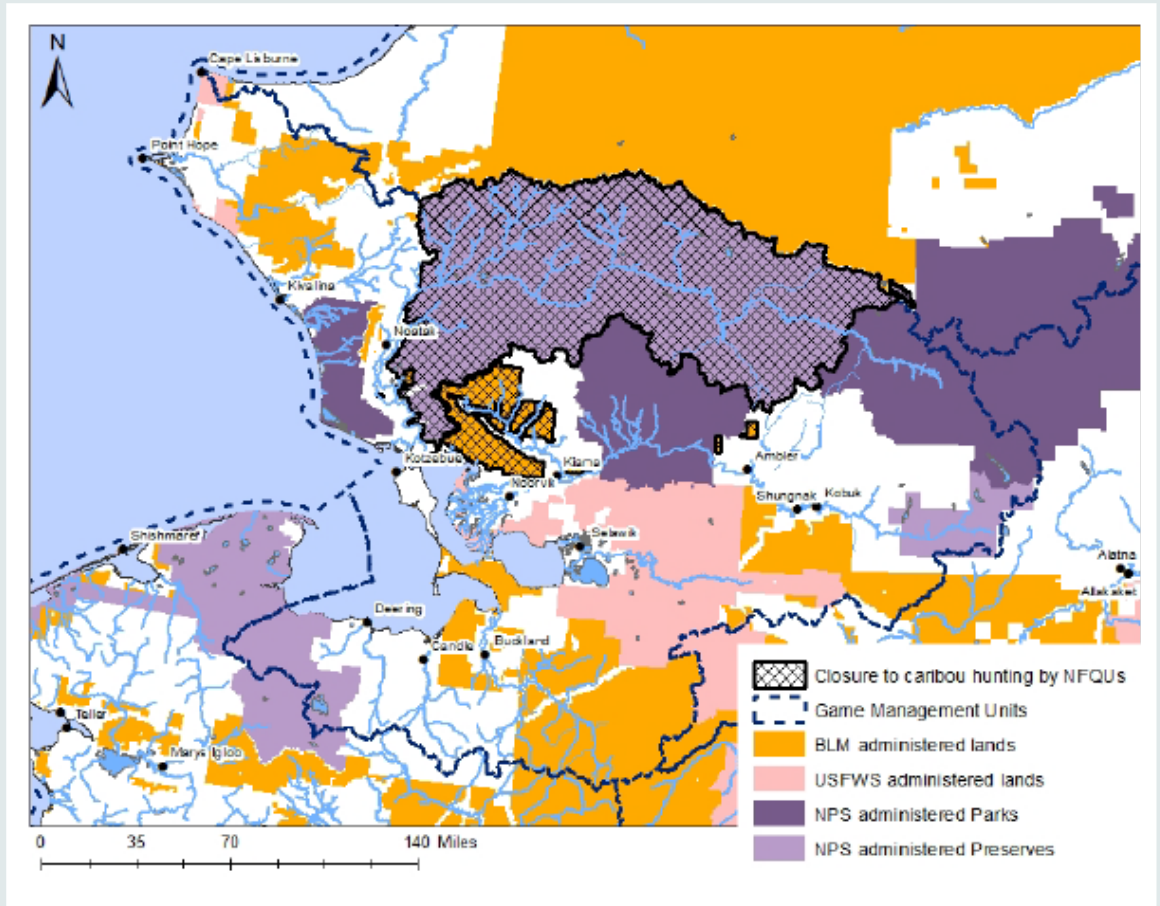 N
Cape Lisburne
Point Hope
Kivalina
Noatak
Kotzebue
Kiana
Noorvik
Ambler
Shungnak
Kobuk
Selawik
Shishmaref
Alatna
Allakaket
Deering
Candle
Buckland
Teller
Marys Igloo
Closure to caribou hunting by NFQUs
Game Management Units
BLM administered lands
USFWS administered lands
NPS administered Parks
NPS administered Preserves
0 35 70 140 Miles